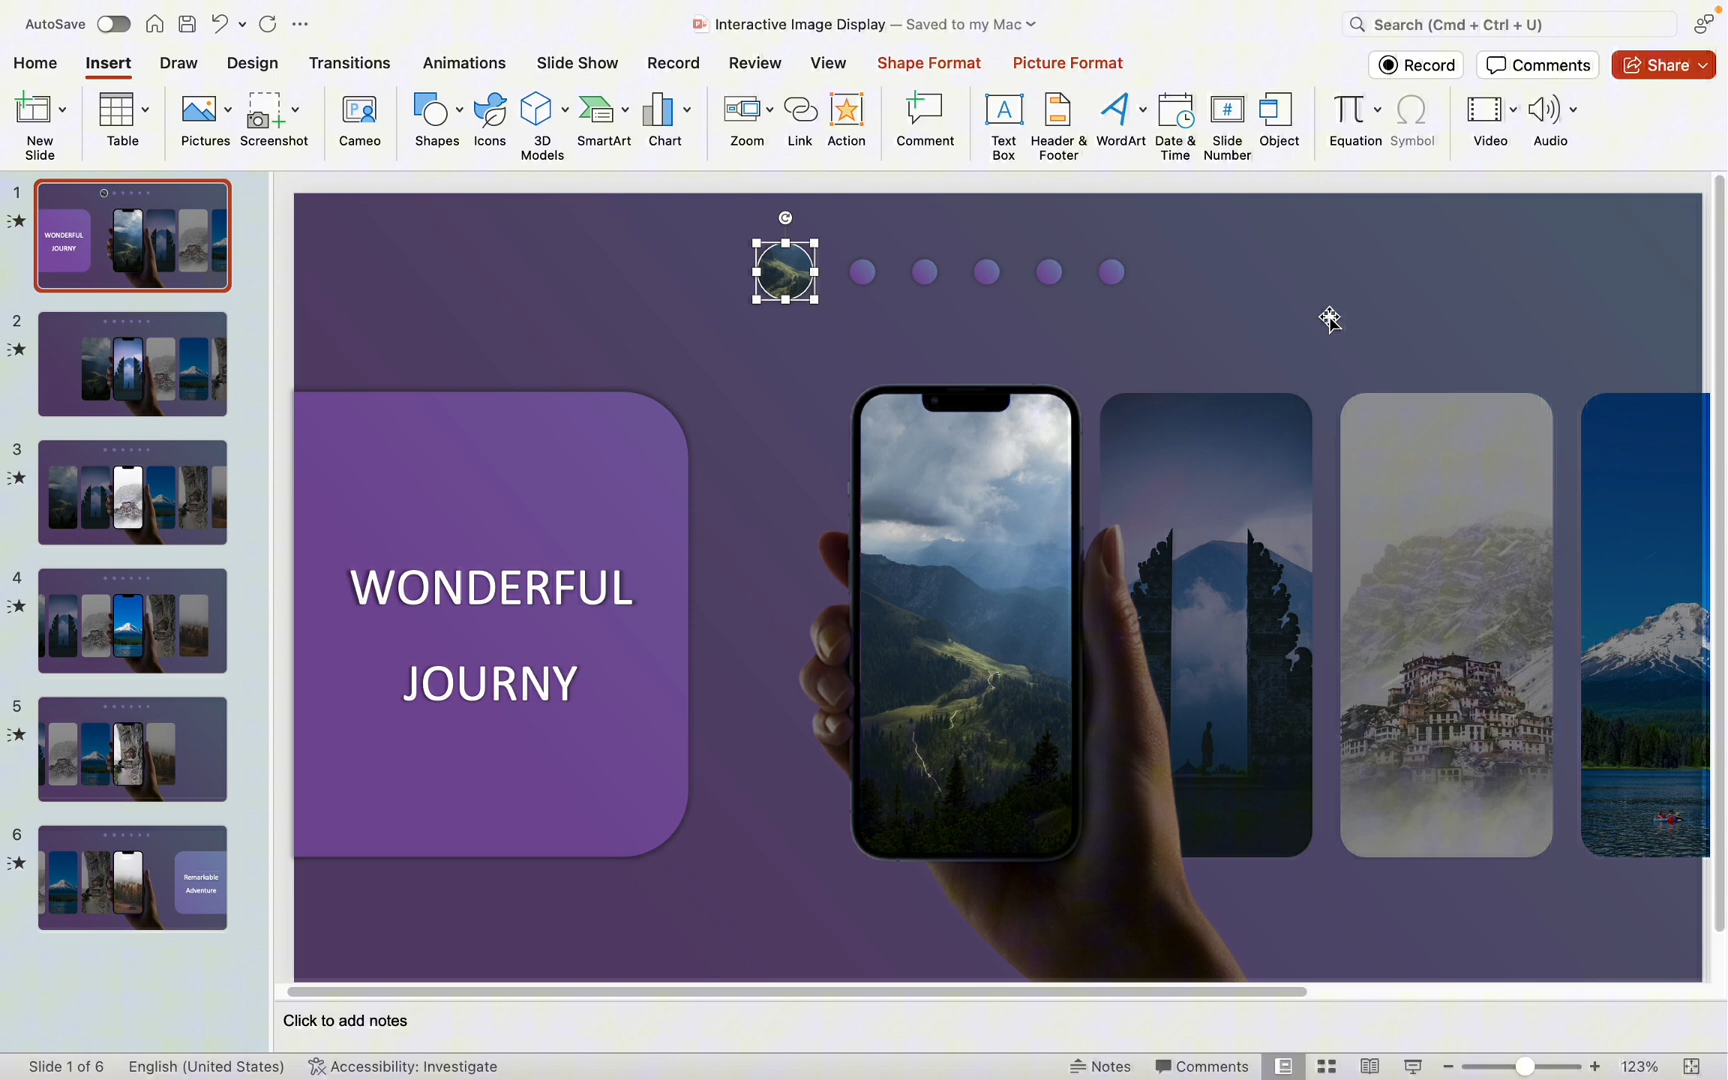 AutoSave
Interactive Image Display — Saved to my Mac
Search (Cmd + Ctrl + U)
Home Insert Draw Design Transitions Animations Slide Show Record Review View Shape Format Picture Format
Record Comments Share
New Slide
Table
Pictures
Screenshot
Cameo
Shapes
Icons
3D Models
SmartArt
Chart
Zoom
Link
Action
Comment
Text Box
Header & Footer
WordArt
Date & Time
Slide Number
Object
Equation
Symbol
Video
Audio
1
WONDERFUL
JOURNY
2
3
4
5
6
Remarkable
Adventure
WONDERFUL
JOURNY
Click to add notes
Slide 1 of 6 English (United States) Accessibility: Investigate Notes Comments 123%